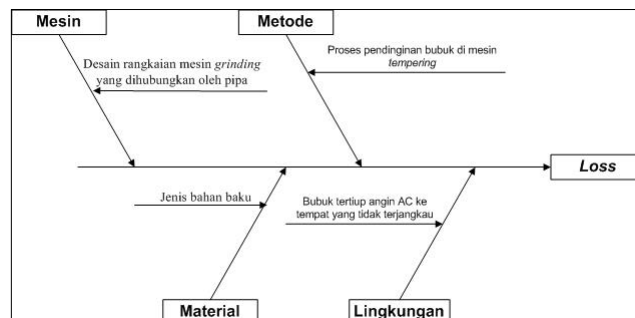 Mesin
Metode
Desain rangkaian mesin grinding
yang dihubungkan oleh pipa
Proses pendinginan bubuk di mesin
tempering
Loss
Jenis bahan baku
Bubuk tertiup angin AC ke
tempat yang tidak terjangkau
Material
Lingkungan